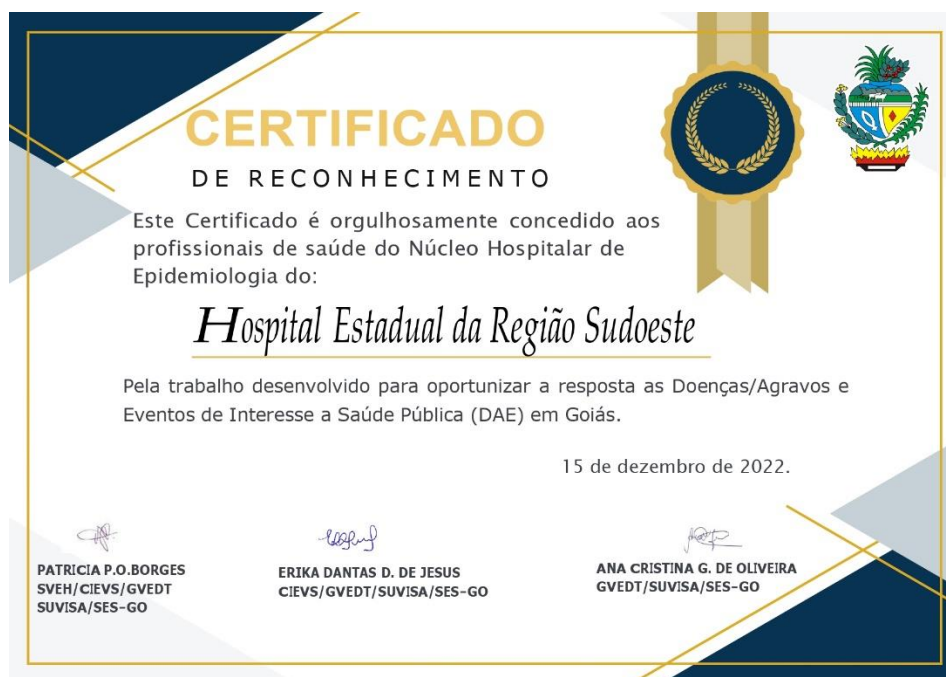 CERTIFICADO
DE RECONHECIMENTO
Este Certificado é orgulhosamente concedido aos
profissionais de saúde do Núcleo Hospitalar de
Epidemiologia do:
Hospital Estadual da Região Sudoeste
Pela trabalho desenvolvido para oportunizar a resposta as Doenças/Agravos e
Eventos de Interesse a Saúde Pública (DAE) em Goiás.
15 de dezembro de 2022.
PATRICIA P.O.BORGES
SVEH/CIEVS/GVEDT
SUVISA/SES-GO
ERIKA DANTAS D. DE JESUS
CIEVS/GVEDT/SUVISA/SES-GO
ANA CRISTINA G. DE OLIVEIRA
GVEDT/SUVISA/SES-GO